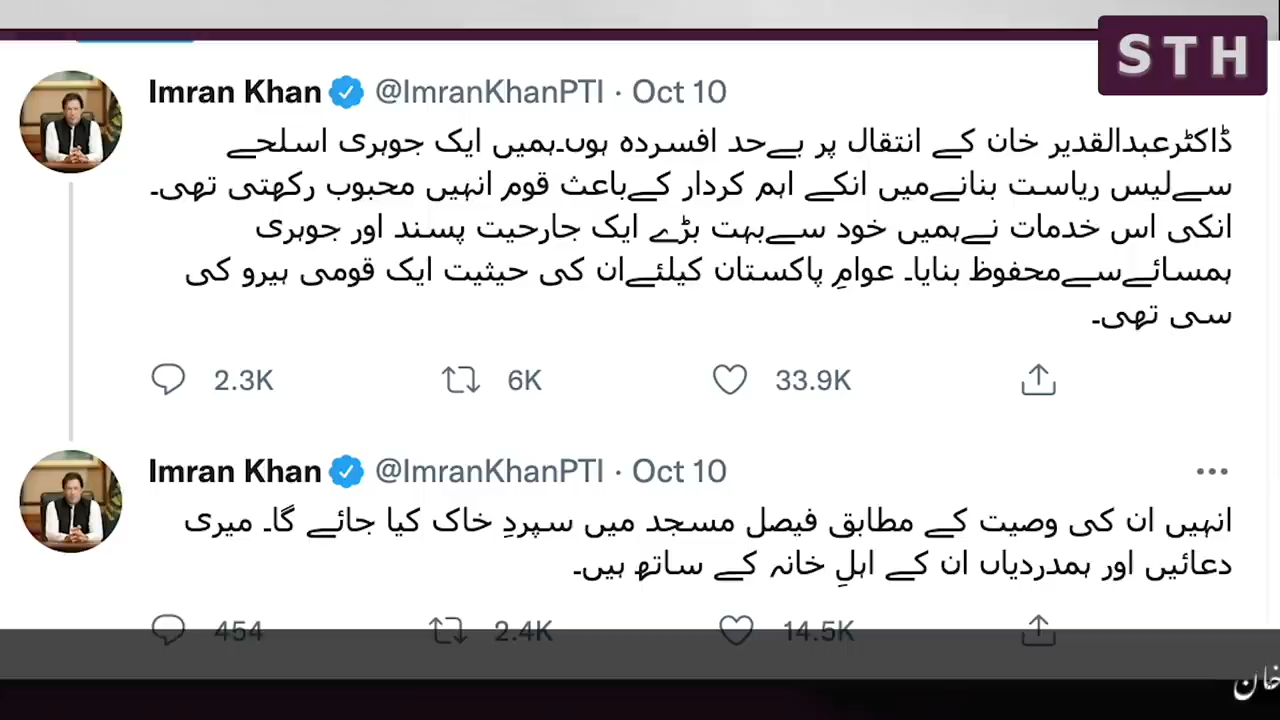 STH
Imran Khan @ImranKhanPTI · Oct 10
ڈاکٹرعبدالقدیر خان کے انتقال پر بےحد افسردہ ہوں۔ہمیں ایک جوہری اسلحے
سےلیس ریاست بنانےمیں انکے اہم کردار کےباعث قوم انہیں محبوب رکھتی تھی۔
انکی اس خدمات نےہمیں خود سےبہت بڑے ایک جارحیت پسند اور جوہری
ہمسائےسےمحفوظ بنایا۔ عوامِ پاکستان کیلئےان کی حیثیت ایک قومی ہیرو کی
سی تھی۔
2.3K 6K 33.9K
Imran Khan @ImranKhanPTI · Oct 10
انہیں ان کی وصیت کے مطابق فیصل مسجد میں سپردِ خاک کیا جائے گا۔ میری
دعائیں اور ہمدردیاں ان کے اہلِ خانہ کے ساتھ ہیں۔
454 2.4K 14.5K
خان